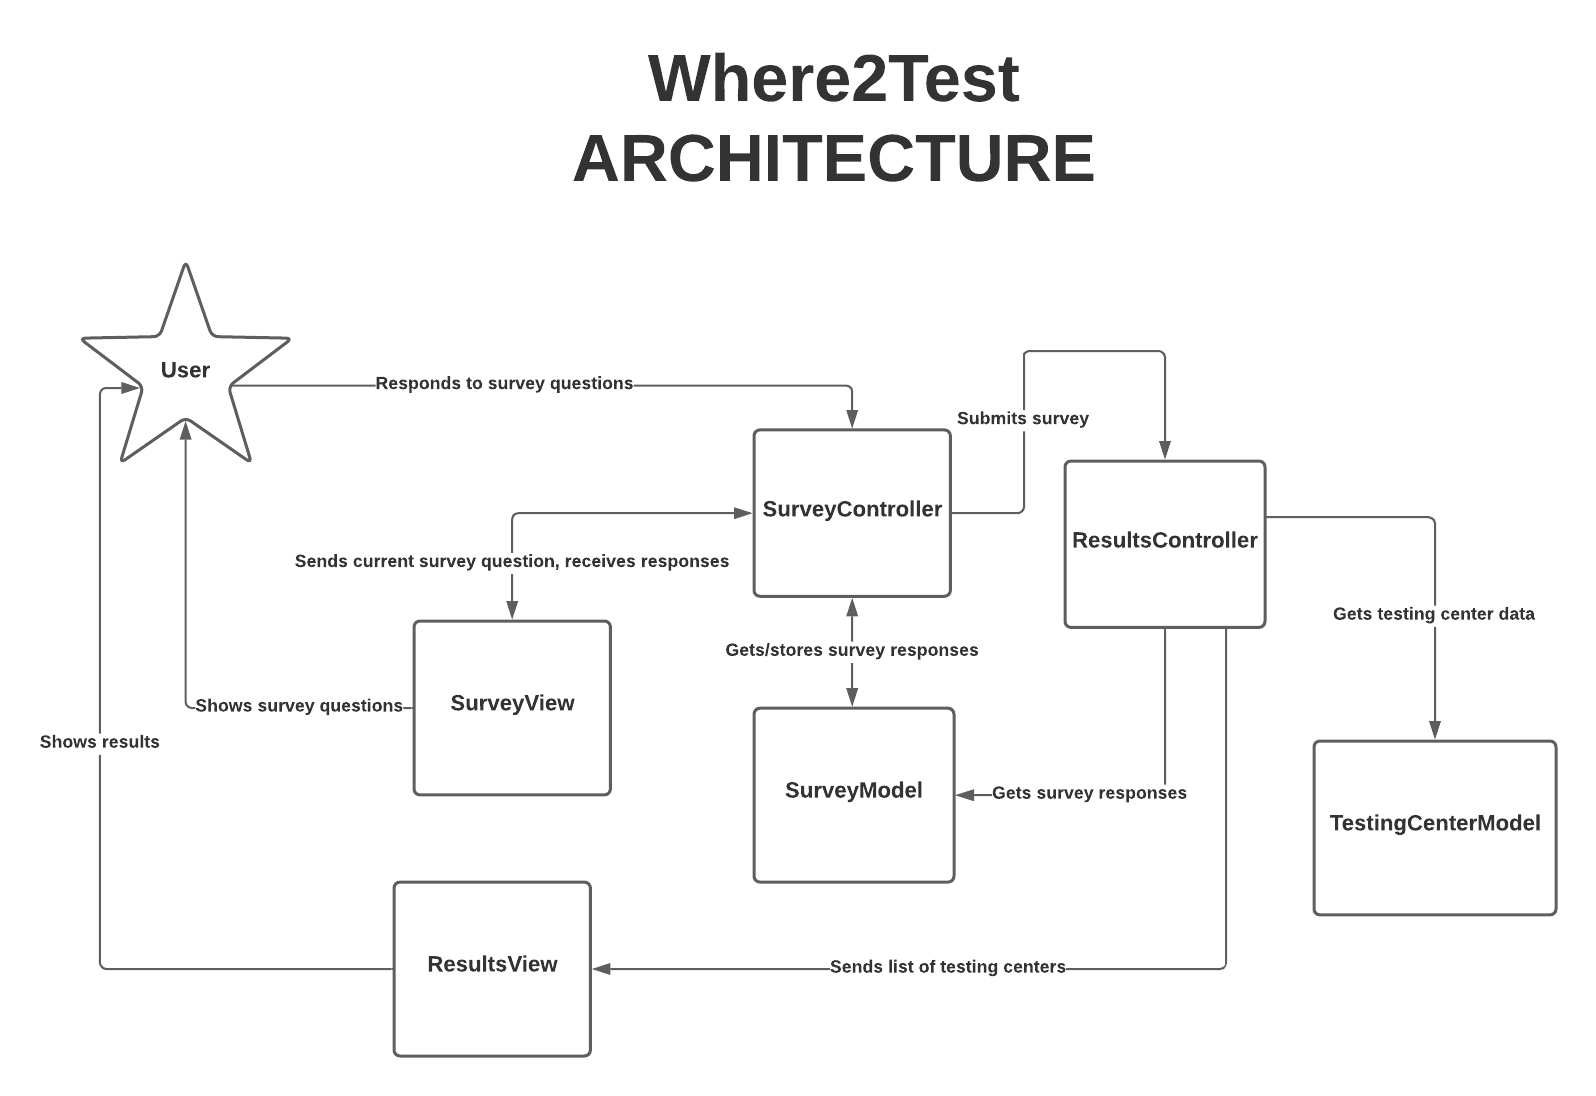 Where2Test
ARCHITECTURE
User
Responds to survey questions
Submits survey
SurveyController
ResultsController
Sends current survey question, receives responses
Gets testing center data
Gets/stores survey responses
SurveyView
Shows survey questions
Shows results
SurveyModel
Gets survey responses
TestingCenterModel
ResultsView
Sends list of testing centers